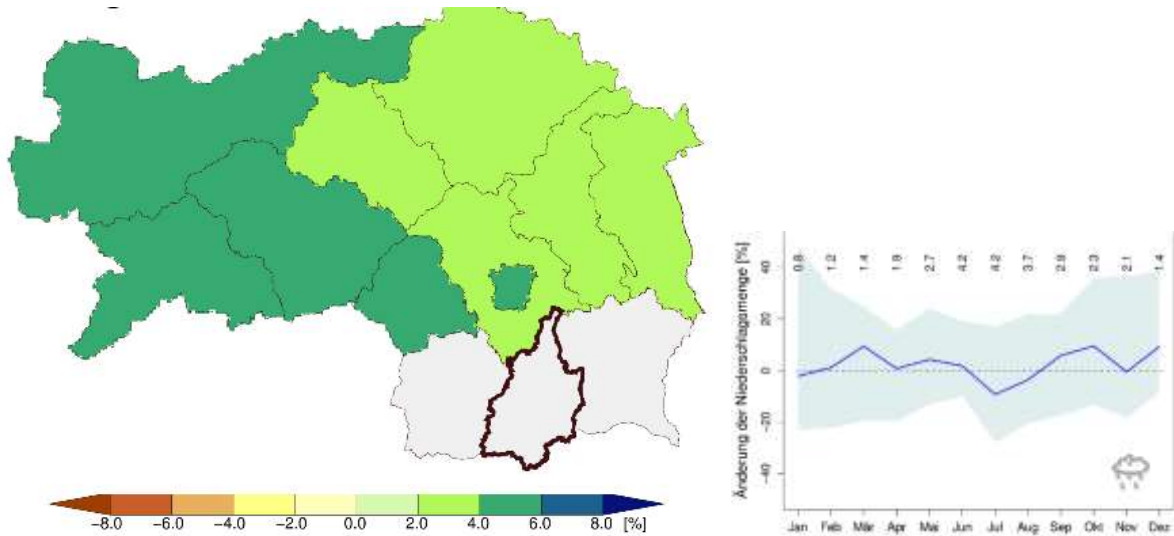 -8.0 -6.0 -4.0 -2.0 0.0 2.0 4.0 6.0 8.0 [%]
Änderung der Niederschlagsmenge [%]
40
20
0
-20
-40
0.8 1.2 1.4 1.9 2.7 4.2 4.2 3.7 2.9 2.3 2.1 1.4
Jan Feb Mär Apr Mai Jun Jul Aug Sep Okt Nov Dez